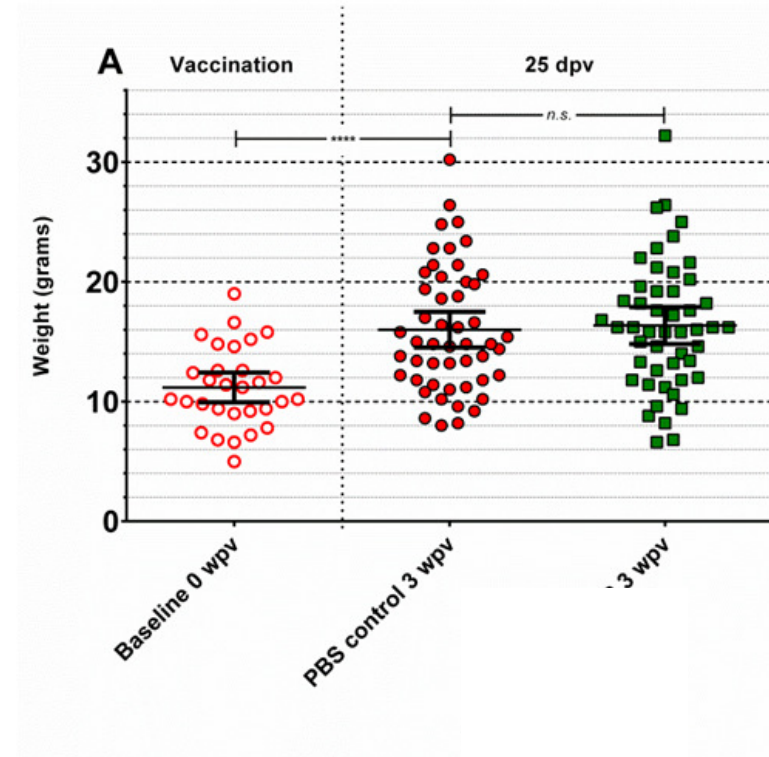 A
Vaccination
25 dpv
n.s.
****
30
20
10
0
Weight (grams)
Baseline 0 wpv
PBS control 3 wpv
3 wpv